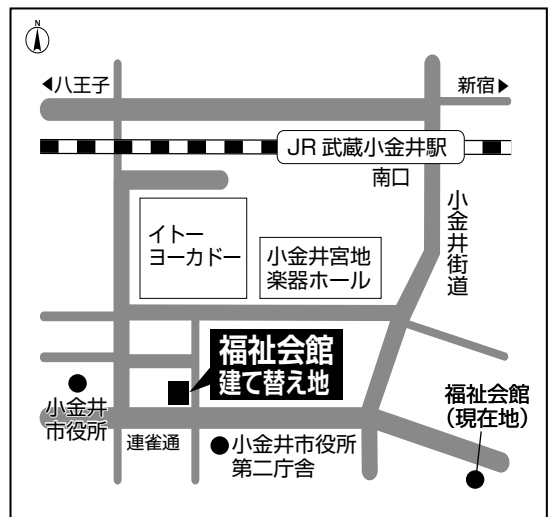 N
◀八王子
新宿▶
JR 武蔵小金井駅
南口
小金井街道
イトー
ヨーカドー
小金井宮地
楽器ホール
福祉会館
建て替え地
小金井
市役所
連雀通
小金井市役所
第二庁舎
福祉会館
（現在地）